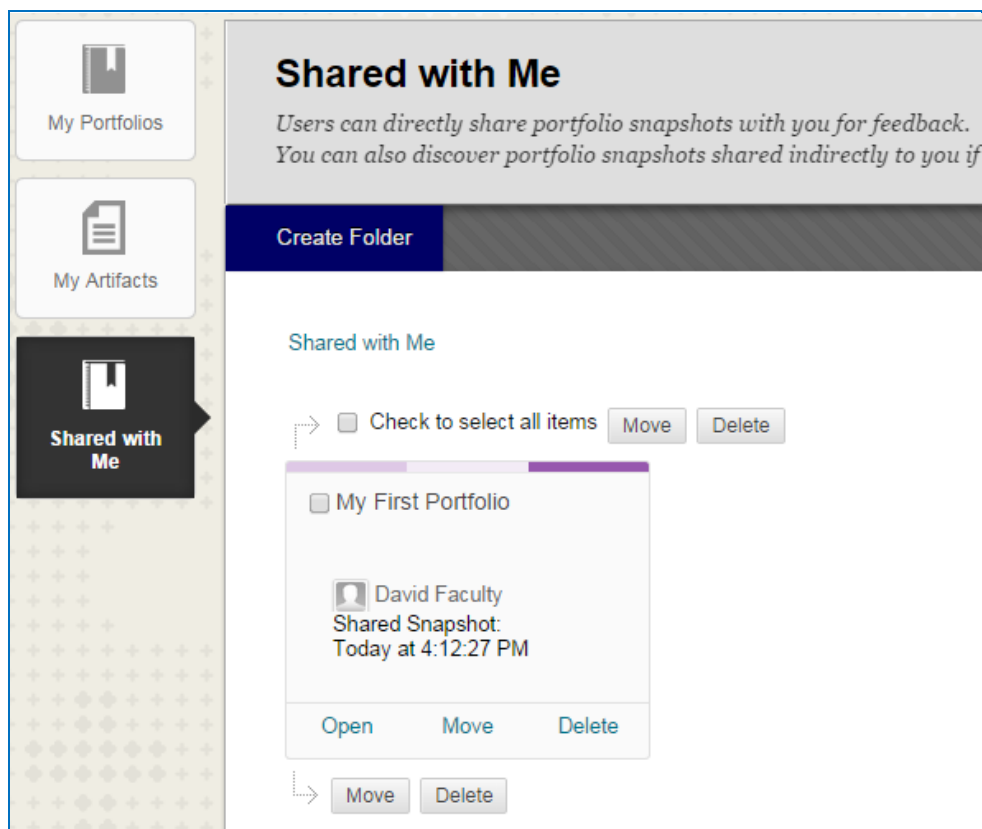 My Portfolios
My Artifacts
Shared with
Me
Shared with Me
Users can directly share portfolio snapshots with you for feedback.
You can also discover portfolio snapshots shared indirectly to you if
Create Folder
Shared with Me
Check to select all items Move Delete
My First Portfolio
David Faculty
Shared Snapshot:
Today at 4:12:27 PM
Open Move Delete
Move Delete